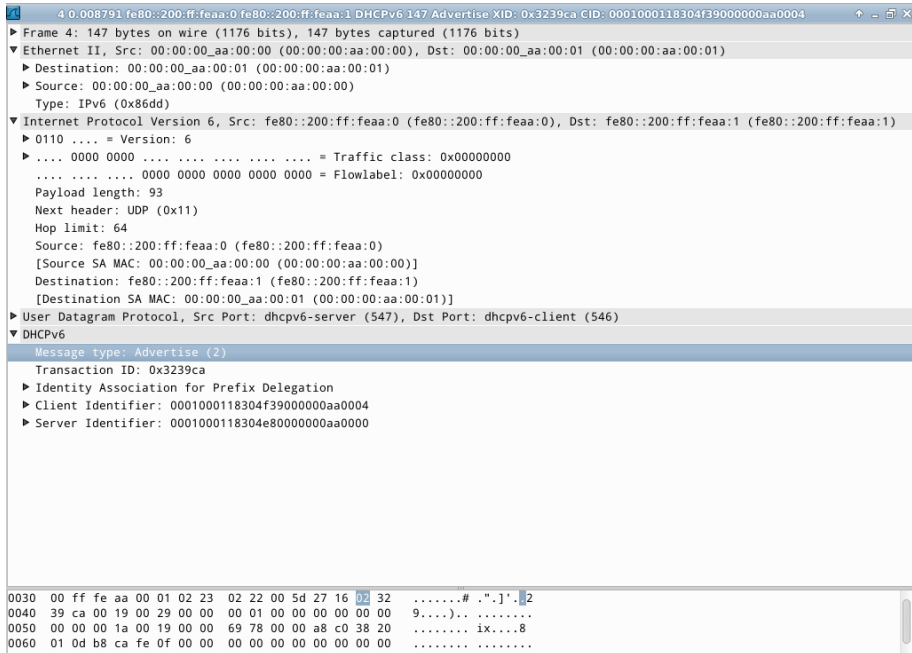 4 0.008791 fe80::200:ff:feaa:0 fe80::200:ff:feaa:1 DHCPv6 147 Advertise XID: 0x3239ca CID: 0001000118304f39000000aa0004
Frame 4: 147 bytes on wire (1176 bits), 147 bytes captured (1176 bits)
Ethernet II, Src: 00:00:00_aa:00:00 (00:00:00:aa:00:00), Dst: 00:00:00_aa:00:01 (00:00:00:aa:00:01)
Destination: 00:00:00_aa:00:01 (00:00:00:aa:00:01)
Source: 00:00:00_aa:00:00 (00:00:00:aa:00:00)
Type: IPv6 (0x86dd)
Internet Protocol Version 6, Src: fe80::200:ff:feaa:0 (fe80::200:ff:feaa:0), Dst: fe80::200:ff:feaa:1 (fe80::200:ff:feaa:1)
0110 .... = Version: 6
.... 0000 0000 .... .... .... .... .... = Traffic class: 0x00000000
.... .... .... 0000 0000 0000 0000 0000 = Flowlabel: 0x00000000
Payload length: 93
Next header: UDP (0x11)
Hop limit: 64
Source: fe80::200:ff:feaa:0 (fe80::200:ff:feaa:0)
[Source SA MAC: 00:00:00_aa:00:00 (00:00:00:aa:00:00)]
Destination: fe80::200:ff:feaa:1 (fe80::200:ff:feaa:1)
[Destination SA MAC: 00:00:00_aa:00:01 (00:00:00:aa:00:01)]
User Datagram Protocol, Src Port: dhcpv6-server (547), Dst Port: dhcpv6-client (546)
DHCPv6
Message type: Advertise (2)
Transaction ID: 0x3239ca
Identity Association for Prefix Delegation
Client Identifier: 0001000118304f39000000aa0004
Server Identifier: 0001000118304e80000000aa0000
0030 00 ff fe aa 00 01 02 23 02 22 00 5d 27 16 02 32 .......# .".]'..2
0040 39 ca 00 19 00 29 00 00 00 01 00 00 00 00 00 00 9....).. ........
0050 00 00 00 1a 00 19 00 00 69 78 00 00 a8 c0 38 20 ........ ix....8
0060 01 0d b8 ca fe 0f 00 00 00 00 00 00 00 00 00 00 ........ ........